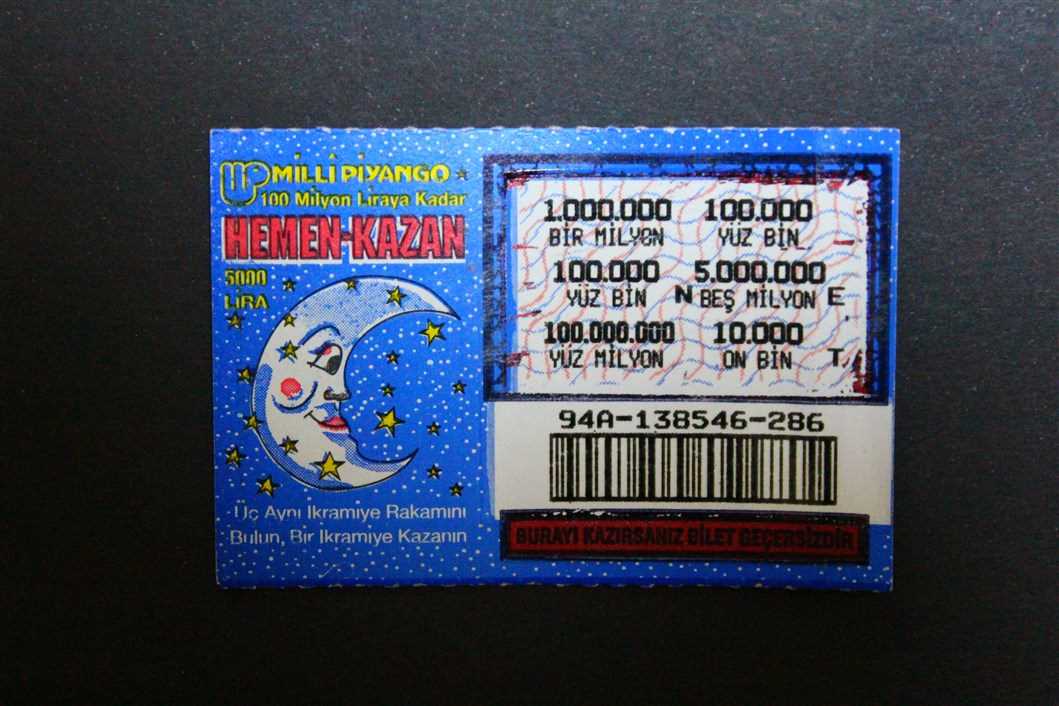 MP MİLLİ PİYANGO
100 Milyon Liraya Kadar
HEMEN-KAZAN
5000
LİRA
Üç Aynı Ikramiye Rakamını
Bulun, Bir Ikramiye Kazanın
1.000.000 100.000
BİR MİLYON YÜZ BİN
100.000 5.000.000
YÜZ BİN N BEŞ MİLYON E
100.000.000 10.000
YÜZ MİLYON ON BİN T
94A-138546-286
BURAYI KAZIRSANIZ BİLET GEÇERSİZDİR